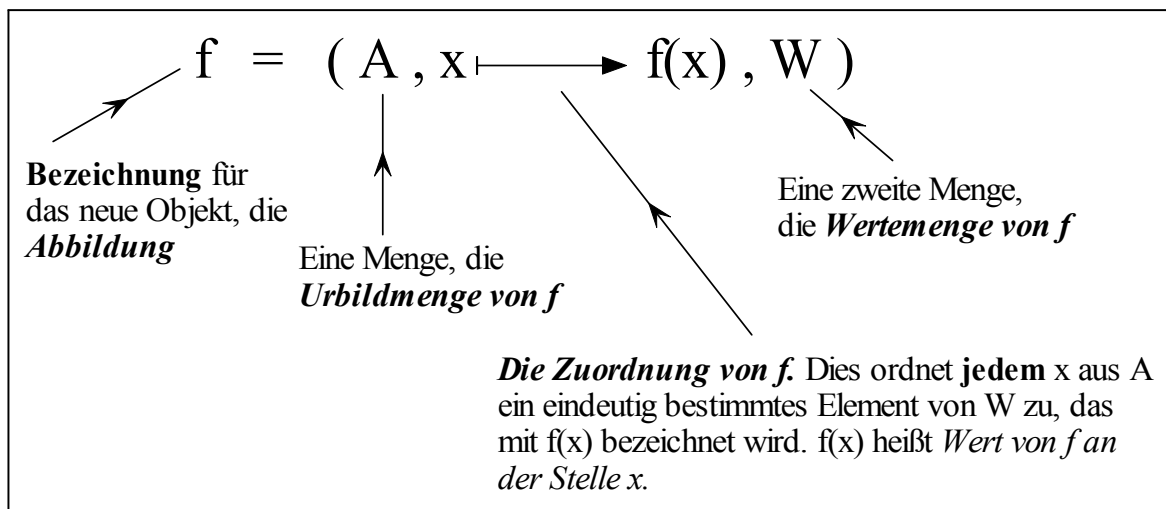 f = ( A , x ⟼ f(x) , W )
Bezeichnung für
das neue Objekt, die
Abbildung
Eine Menge, die
Urbildmenge von f
Eine zweite Menge,
die Wertemenge von f
Die Zuordnung von f. Dies ordnet jedem x aus A
ein eindeutig bestimmtes Element von W zu, das
mit f(x) bezeichnet wird. f(x) heißt Wert von f an
der Stelle x.